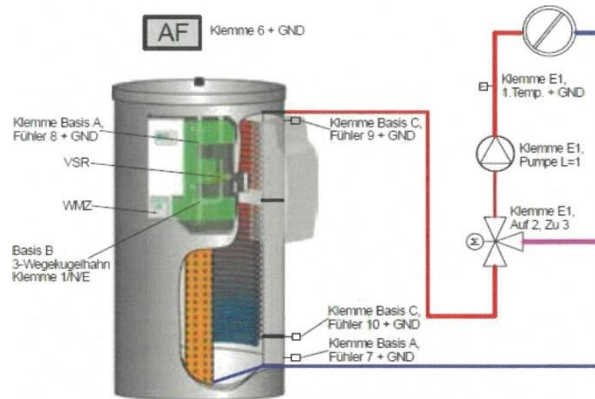 AF
Klemme 6 + GND
Klemme Basis A,
Fühler 8 + GND
VSR
WMZ
Basis B
3-Wegekugelhahn
Klemme 1/N/E
Klemme Basis C,
Fühler 9 + GND
Klemme Basis C,
Fühler 10 + GND
Klemme Basis A,
Fühler 7 + GND
Klemme E1,
1.Temp. + GND
Klemme E1,
Pumpe L=1
Klemme E1,
Auf 2, Zu 3
M